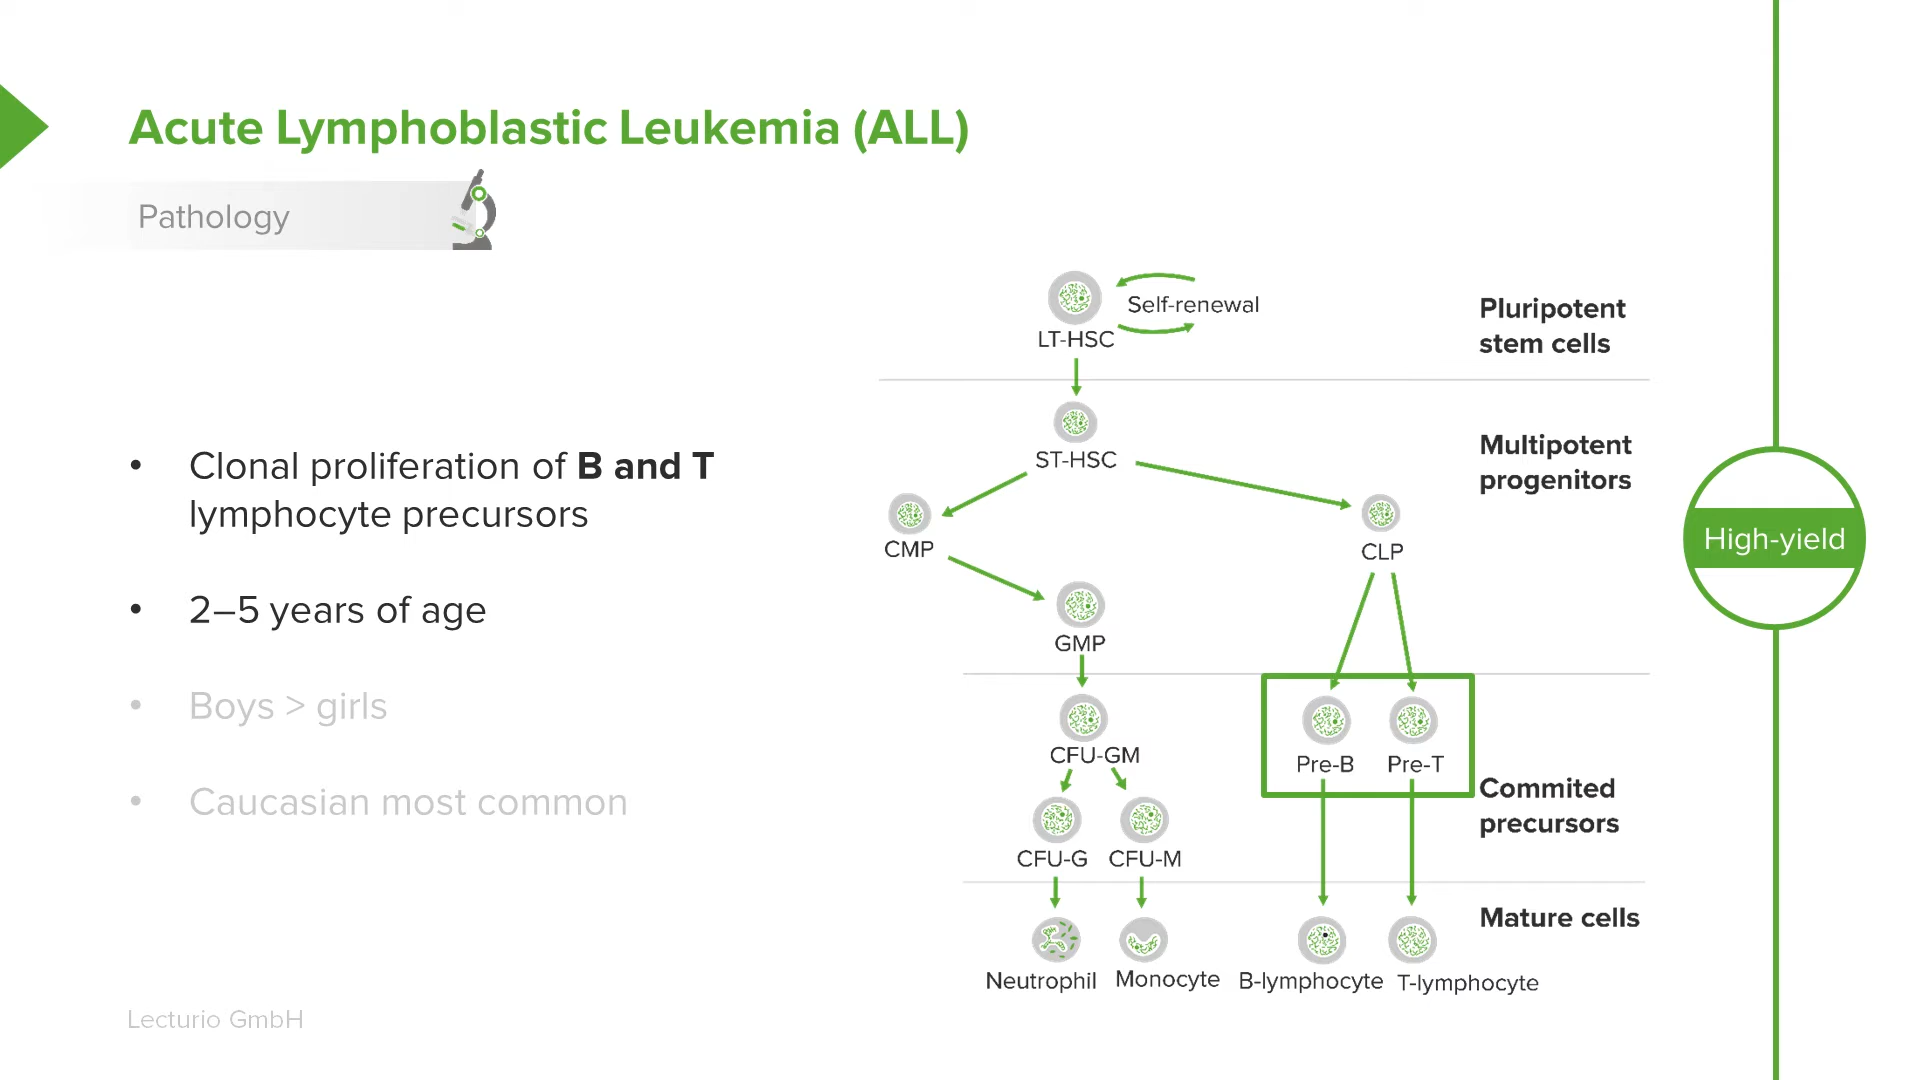 Acute Lymphoblastic Leukemia (ALL)
Pathology
• Clonal proliferation of B and T
lymphocyte precursors
• 2–5 years of age
• Boys > girls
• Caucasian most common
Self-renewal
LT-HSC
Pluripotent
stem cells
ST-HSC
Multipotent
progenitors
CMP
CLP
GMP
CFU-GM
Pre-B
Pre-T
Commited
precursors
CFU-G
CFU-M
Mature cells
Neutrophil
Monocyte
B-lymphocyte
T-lymphocyte
High-yield
Lecturio GmbH